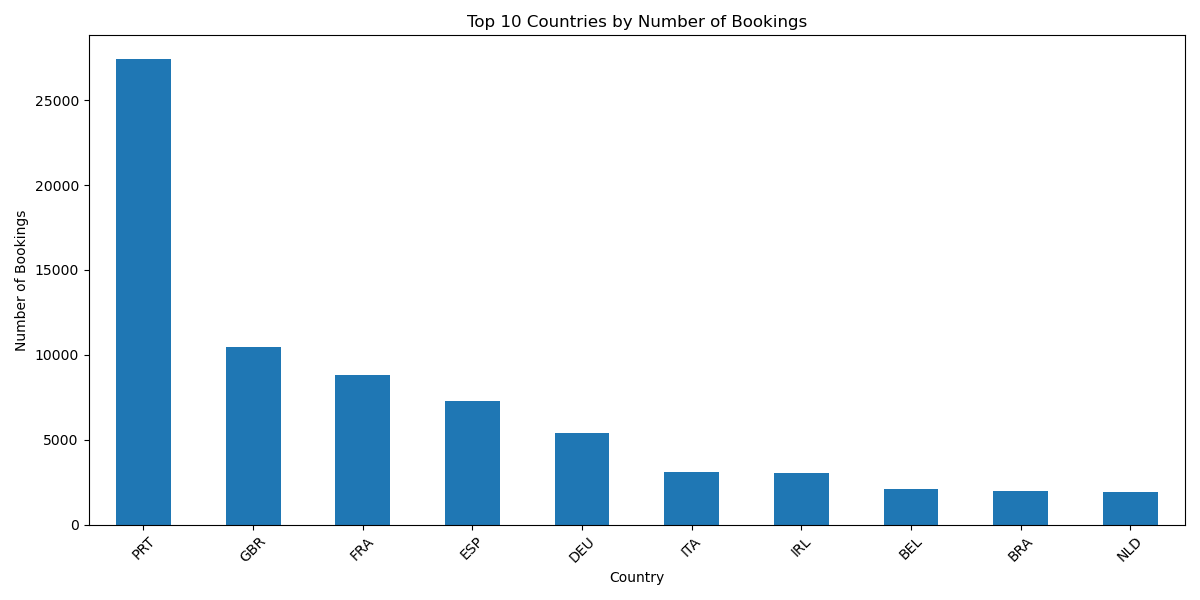 Top 10 Countries by Number of Bookings
Number of Bookings
25000
20000
15000
10000
5000
0
PRT
GBR
FRA
ESP
DEU
ITA
IRL
BEL
BRA
NLD
Country